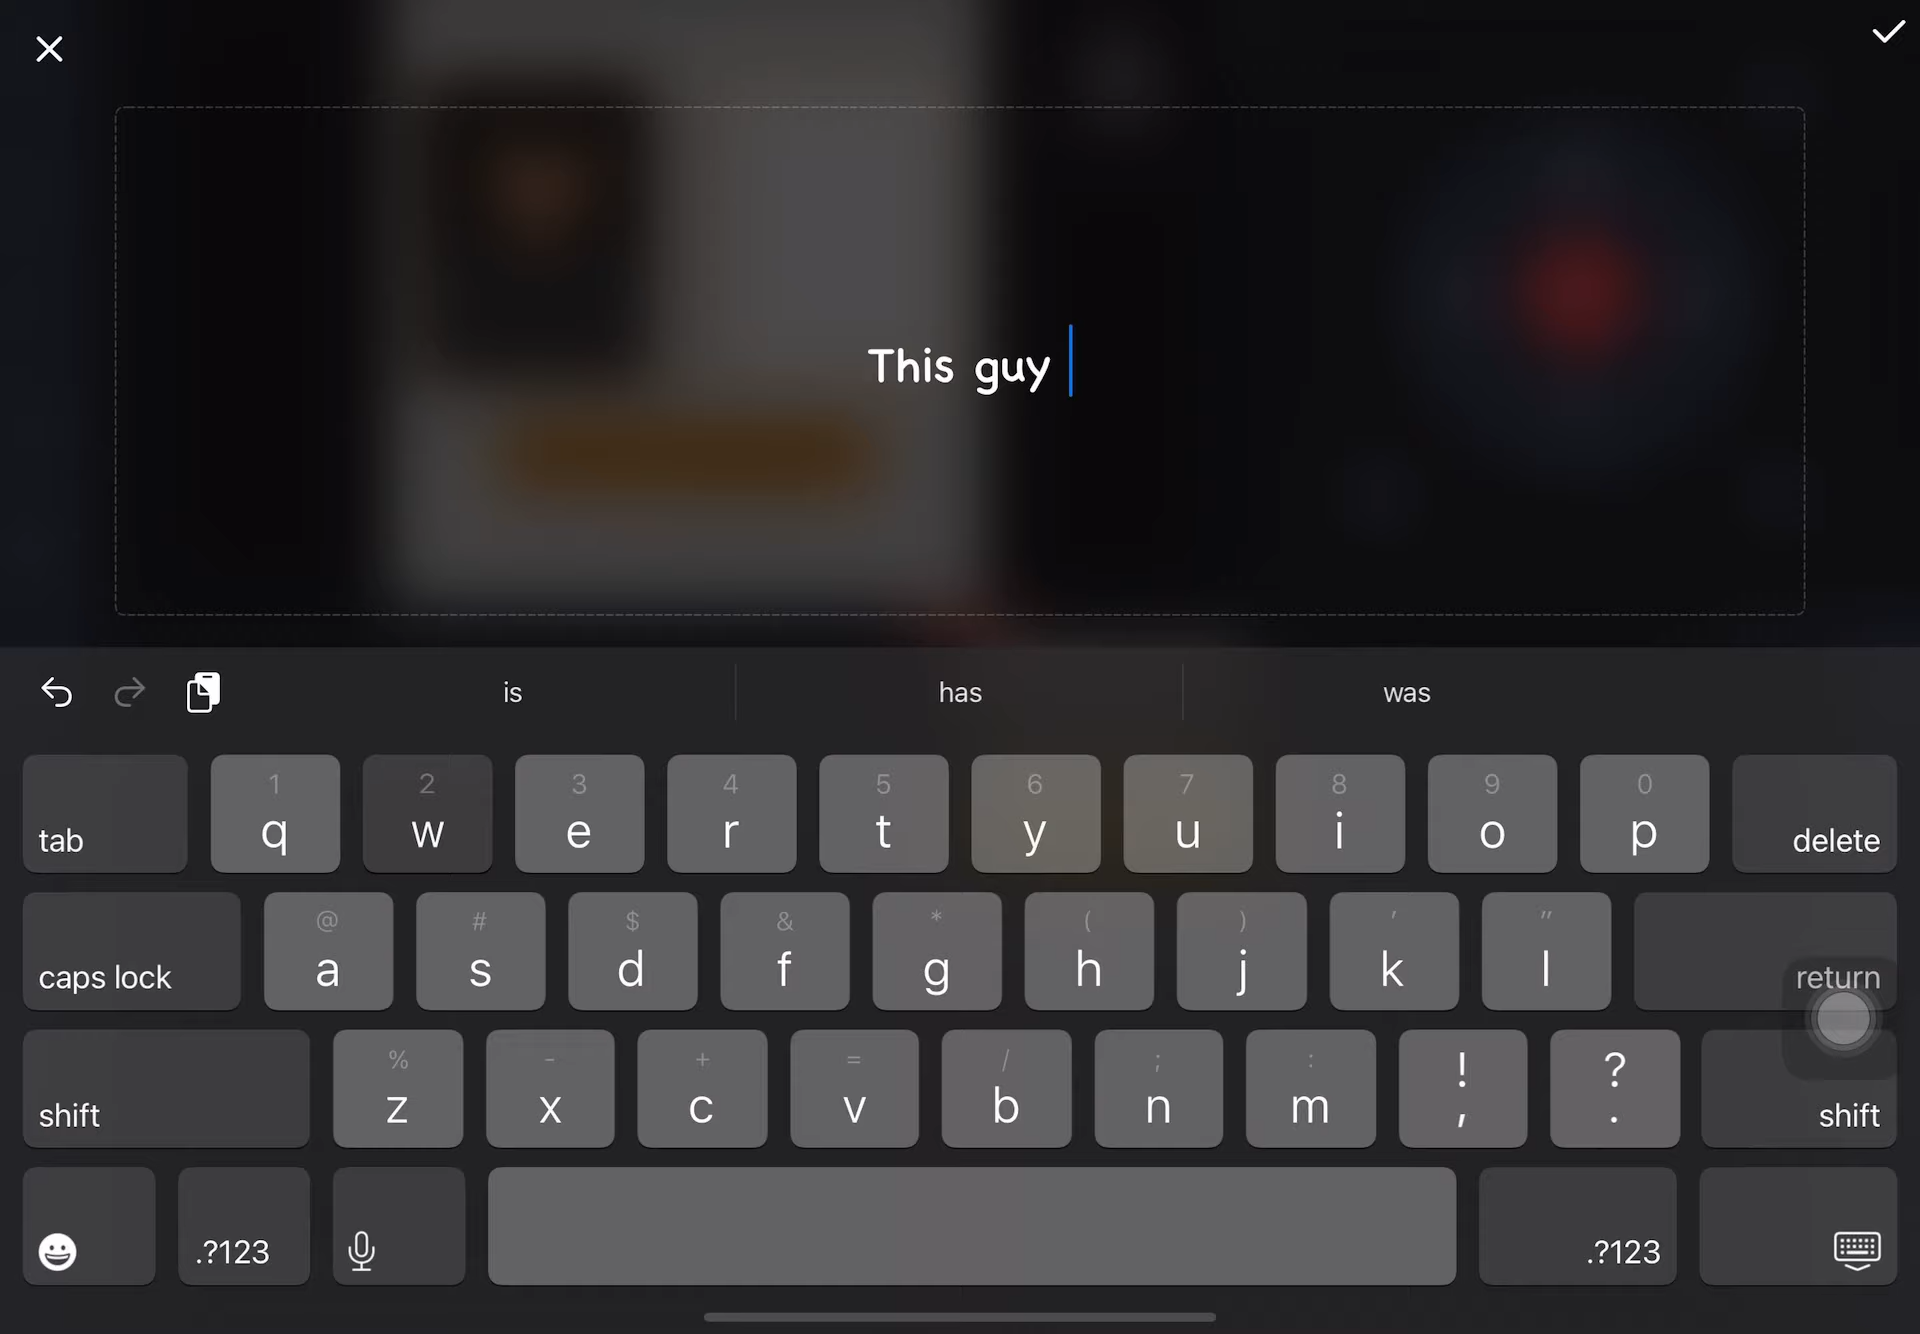 This guy
is has was
1 2 3 4 5 6 7 8 9 0
tab q w e r t y u i o p delete
@ # $ & * ( ) ' "
caps lock a s d f g h j k l return
% - + = / ; : ! ?
shift z x c v b n m , . shift
.?123 .?123